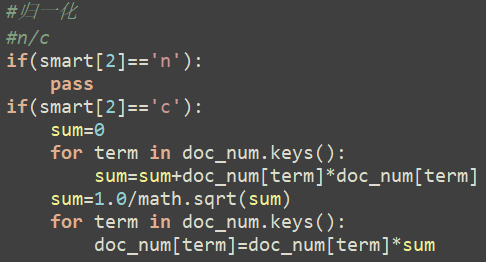 #归一化
#n/c
if(smart[2]=='n'):
    pass
if(smart[2]=='c'):
    sum=0
    for term in doc_num.keys():
        sum=sum+doc_num[term]*doc_num[term]
    sum=1.0/math.sqrt(sum)
    for term in doc_num.keys():
        doc_num[term]=doc_num[term]*sum